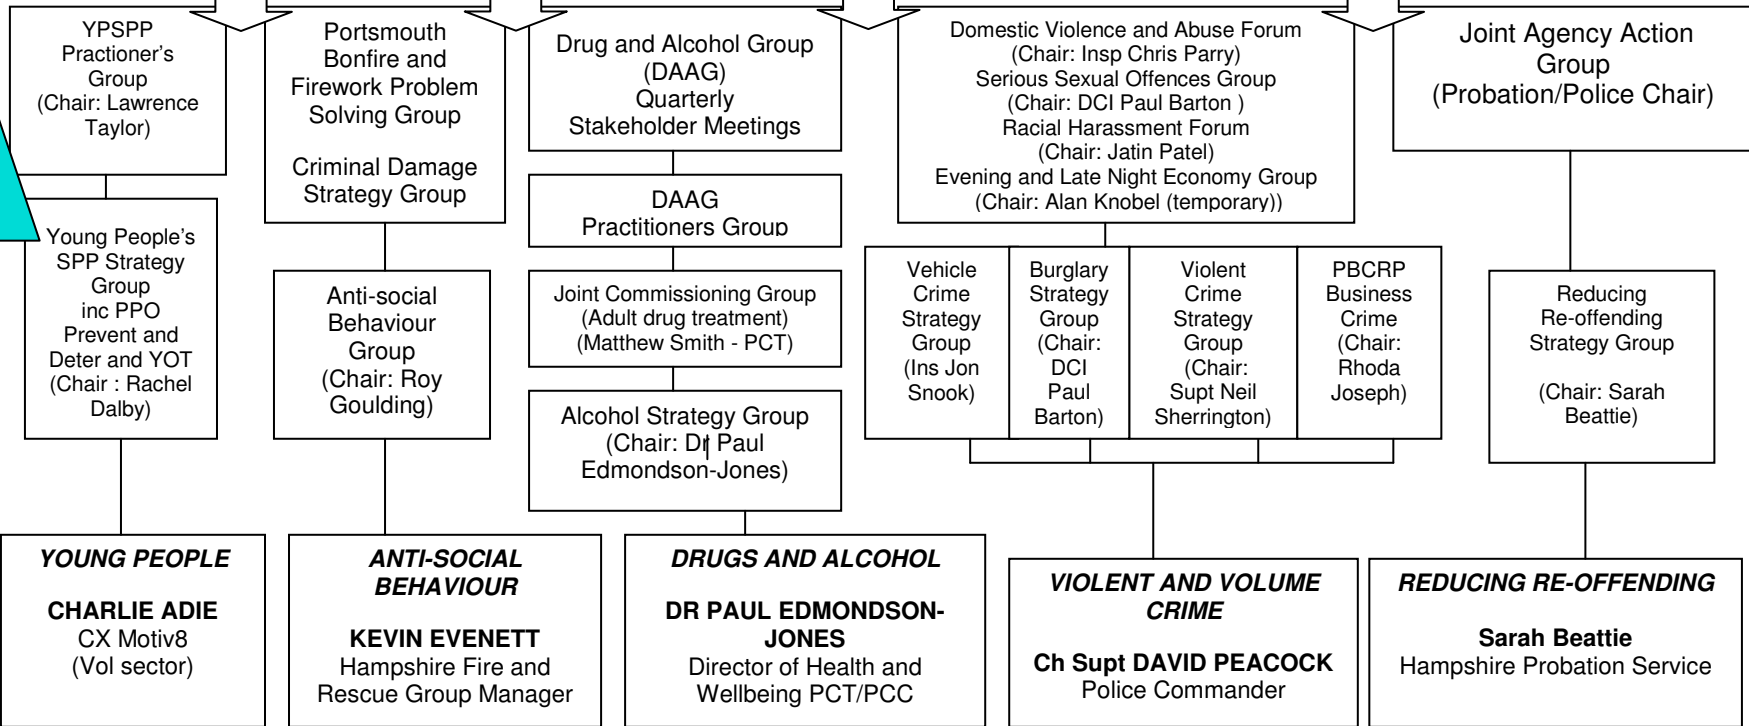 YPSPP
Practioner's
Group
(Chair: Lawrence
Taylor)
Young People's
SPP Strategy
Group
inc PPO
Prevent and
Deter and YOT
(Chair : Rachel
Dalby)
YOUNG PEOPLE
CHARLIE ADIE
CX Motiv8
(Vol sector)
Portsmouth
Bonfire and
Firework Problem
Solving Group
Criminal Damage
Strategy Group
Anti-social
Behaviour
Group
(Chair: Roy
Goulding)
ANTI-SOCIAL
BEHAVIOUR
KEVIN EVENETT
Hampshire Fire and
Rescue Group Manager
Drug and Alcohol Group
(DAAG)
Quarterly
Stakeholder Meetings
DAAG
Practitioners Group
Joint Commissioning Group
(Adult drug treatment)
(Matthew Smith - PCT)
Alcohol Strategy Group
(Chair: Dr Paul
Edmondson-Jones)
DRUGS AND ALCOHOL
DR PAUL EDMONDSON-
JONES
Director of Health and
Wellbeing PCT/PCC
Domestic Violence and Abuse Forum
(Chair: Insp Chris Parry)
Serious Sexual Offences Group
(Chair: DCI Paul Barton )
Racial Harassment Forum
(Chair: Jatin Patel)
Evening and Late Night Economy Group
(Chair: Alan Knobel (temporary))
Vehicle
Crime
Strategy
Group
(Ins Jon
Snook)
Burglary
Strategy
Group
(Chair:
DCI
Paul
Barton)
Violent
Crime
Strategy
Group
(Chair:
Supt Neil
Sherrington)
PBCRP
Business
Crime
(Chair:
Rhoda
Joseph)
VIOLENT AND VOLUME
CRIME
Ch Supt DAVID PEACOCK
Police Commander
Joint Agency Action
Group
(Probation/Police Chair)
Reducing
Re-offending
Strategy Group
(Chair: Sarah
Beattie)
REDUCING RE-OFFENDING
Sarah Beattie
Hampshire Probation Service